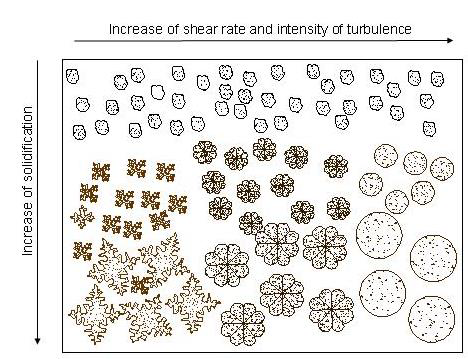 Increase of shear rate and intensity of turbulence
Increase of solidification